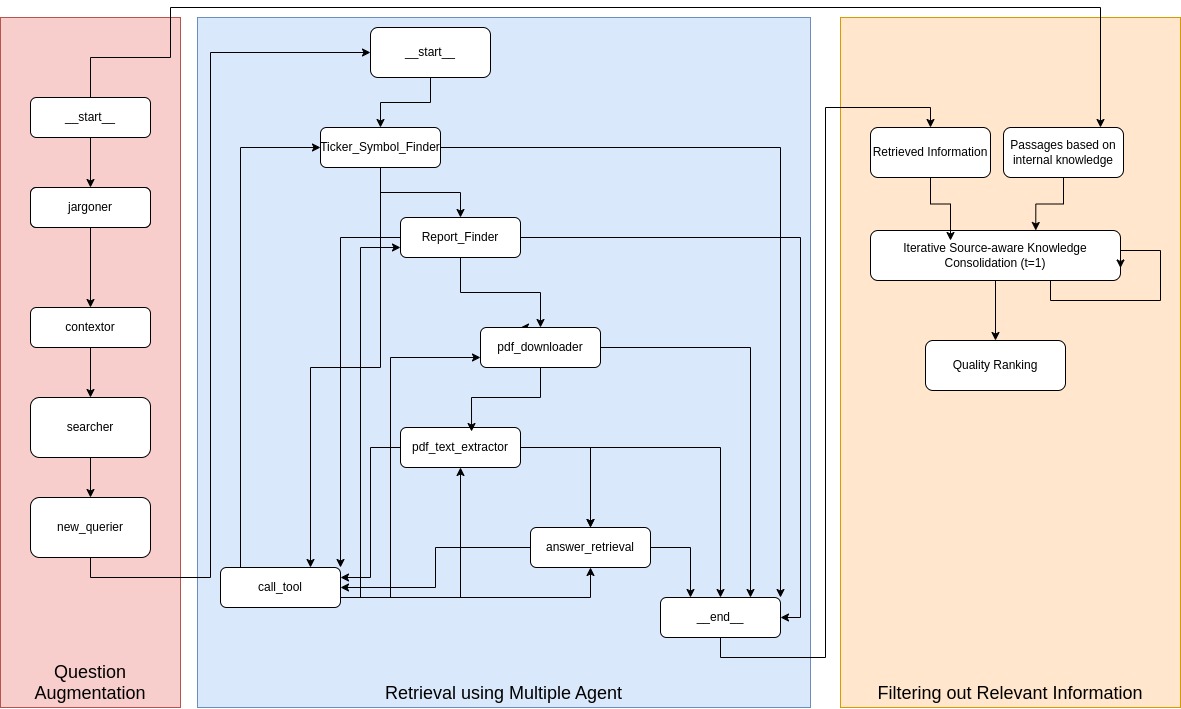 __start__
jargoner
contextor
searcher
new_querier
Question
Augmentation
__start__
Ticker_Symbol_Finder
Report_Finder
pdf_downloader
pdf_text_extractor
answer_retrieval
call_tool
__end__
Retrieval using Multiple Agent
Retrieved Information
Passages based on
internal knowledge
Iterative Source-aware Knowledge
Consolidation (t=1)
Quality Ranking
Filtering out Relevant Information